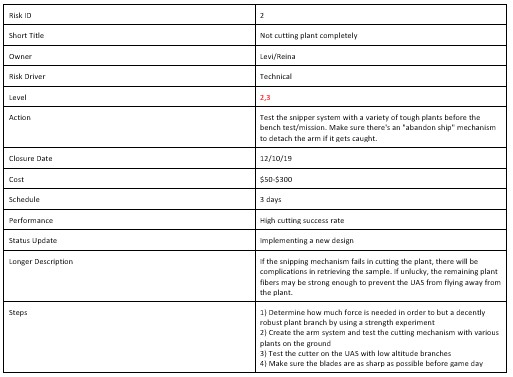 Risk ID 2
Short Title Not cutting plant completely
Owner Levi/Reina
Risk Driver Technical
Level 2,3
Action Test the snipper system with a variety of tough plants before the
bench test/mission. Make sure there's an "abandon ship" mechanism
to detach the arm if it gets caught.
Closure Date 12/10/19
Cost $50-$300
Schedule 3 days
Performance High cutting success rate
Status Update Implementing a new design
Longer Description If the snipping mechanism fails in cutting the plant, there will be
complications in retrieving the sample. If unlucky, the remaining plant
fibers may be strong enough to prevent the UAS from flying away from
the plant.
Steps 1) Determine how much force is needed in order to but a decently
robust plant branch by using a strength experiment
2) Create the arm system and test the cutting mechanism with various
plants on the ground
3) Test the cutter on the UAS with low altitude branches
4) Make sure the blades are as sharp as possible before game day